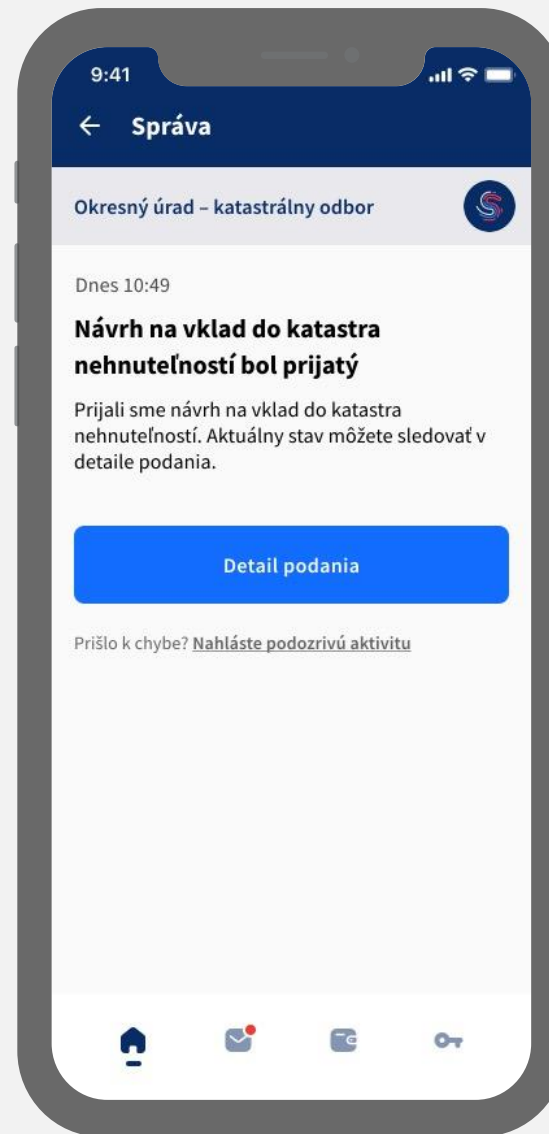 9:41
Správa
Okresný úrad – katastrálny odbor
Dnes 10:49
Návrh na vklad do katastra
nehnuteľností bol prijatý
Prijali sme návrh na vklad do katastra
nehnuteľností. Aktuálny stav môžete sledovať v
detaile podania.
Detail podania
Prišlo k chybe? Nahláste podozrivú aktivitu